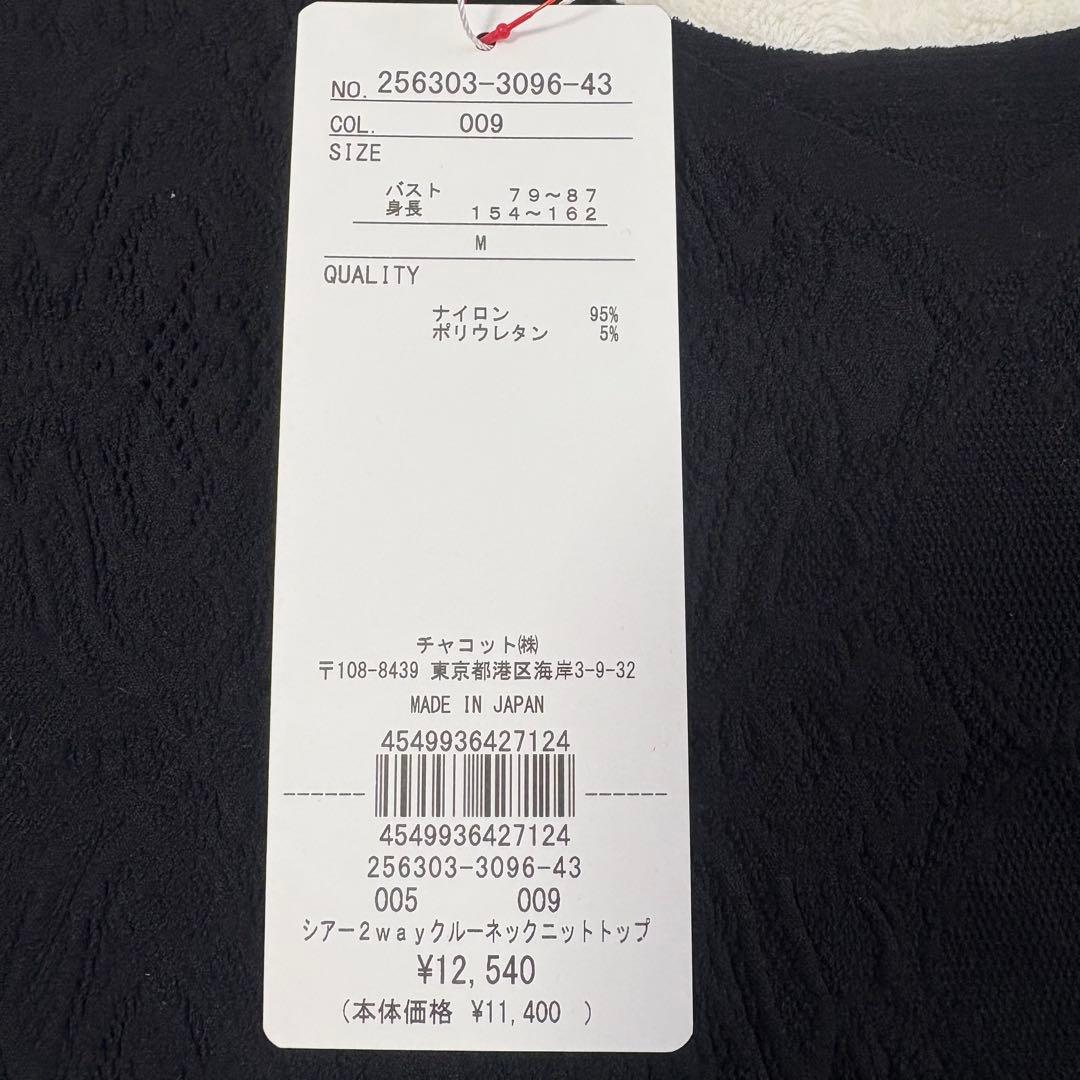 NO. 256303-3096-43
COL. 009
SIZE
バスト 79～87
身長 154～162
M
QUALITY
ナイロン 95%
ポリウレタン 5%
チャコット㈱
〒108-8439 東京都港区海岸3-9-32
MADE IN JAPAN
4549936427124
4549936427124
256303-3096-43
005 009
シアー2wayクルーネックニットトップ
¥12,540
(本体価格 ¥11,400 )